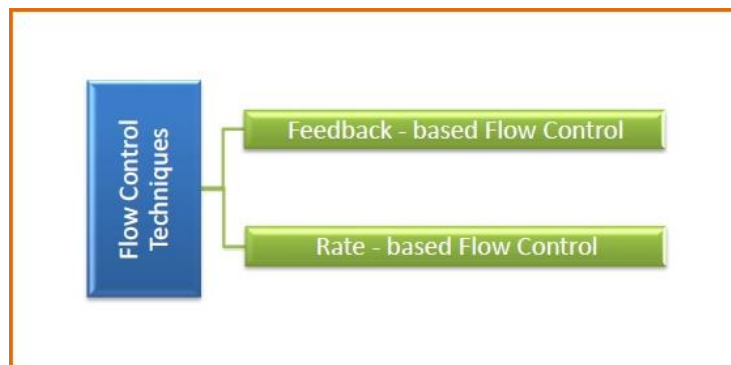 Flow Control
Techniques
Feedback - based Flow Control
Rate - based Flow Control